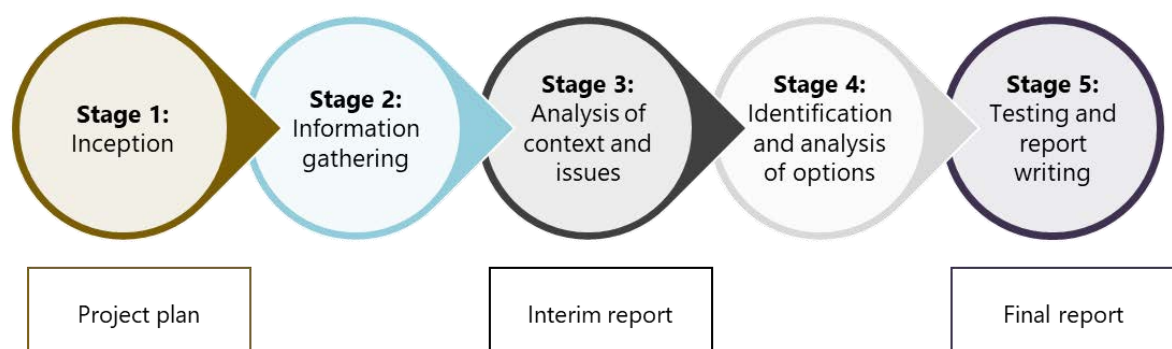 Stage 1:
Inception
Stage 2:
Information
gathering
Stage 3:
Analysis of
context and
issues
Stage 4:
Identification
and analysis
of options
Stage 5:
Testing and
report
writing
Project plan
Interim report
Final report